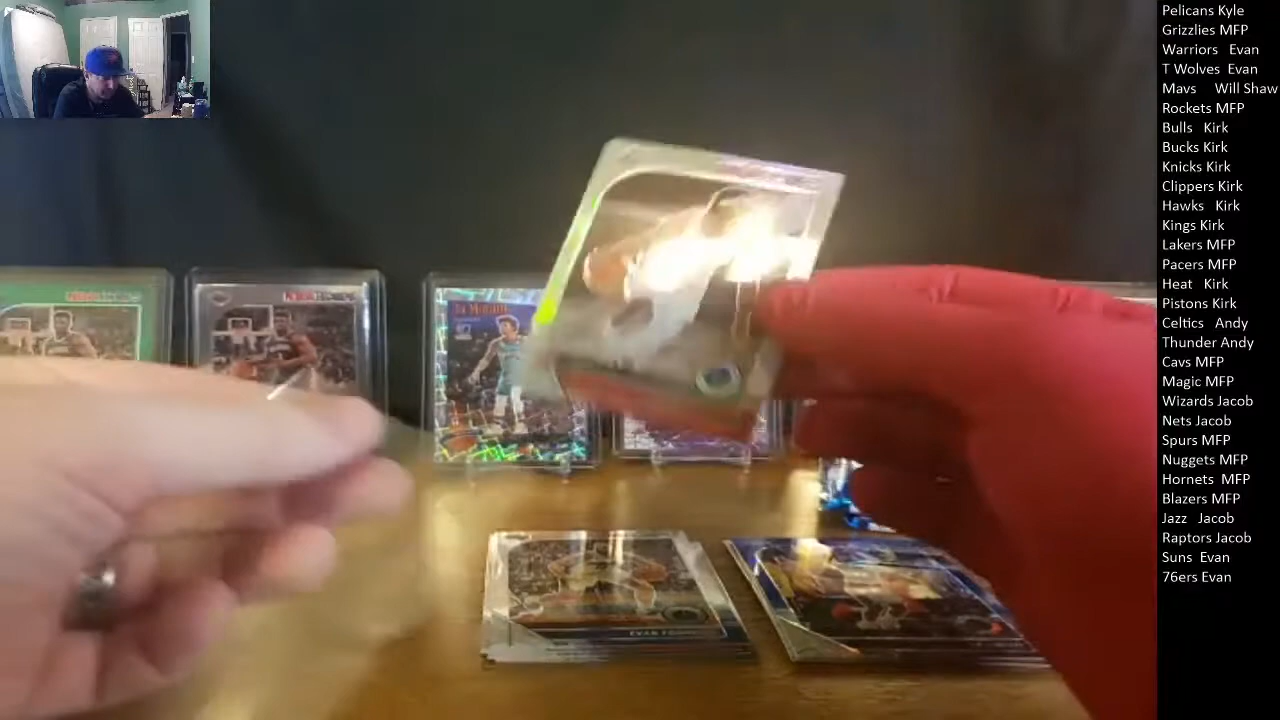 Pelicans Kyle
Grizzlies MFP
Warriors Evan
T Wolves Evan
Mavs Will Shaw
Rockets MFP
Bulls Kirk
Bucks Kirk
Knicks Kirk
Clippers Kirk
Hawks Kirk
Kings Kirk
Lakers MFP
Pacers MFP
Heat Kirk
Pistons Kirk
Celtics Andy
Thunder Andy
Cavs MFP
Magic MFP
Wizards Jacob
Nets Jacob
Spurs MFP
Nuggets MFP
Hornets MFP
Blazers MFP
Jazz Jacob
Raptors Jacob
Suns Evan
76ers Evan
Ja Morant
EVAN